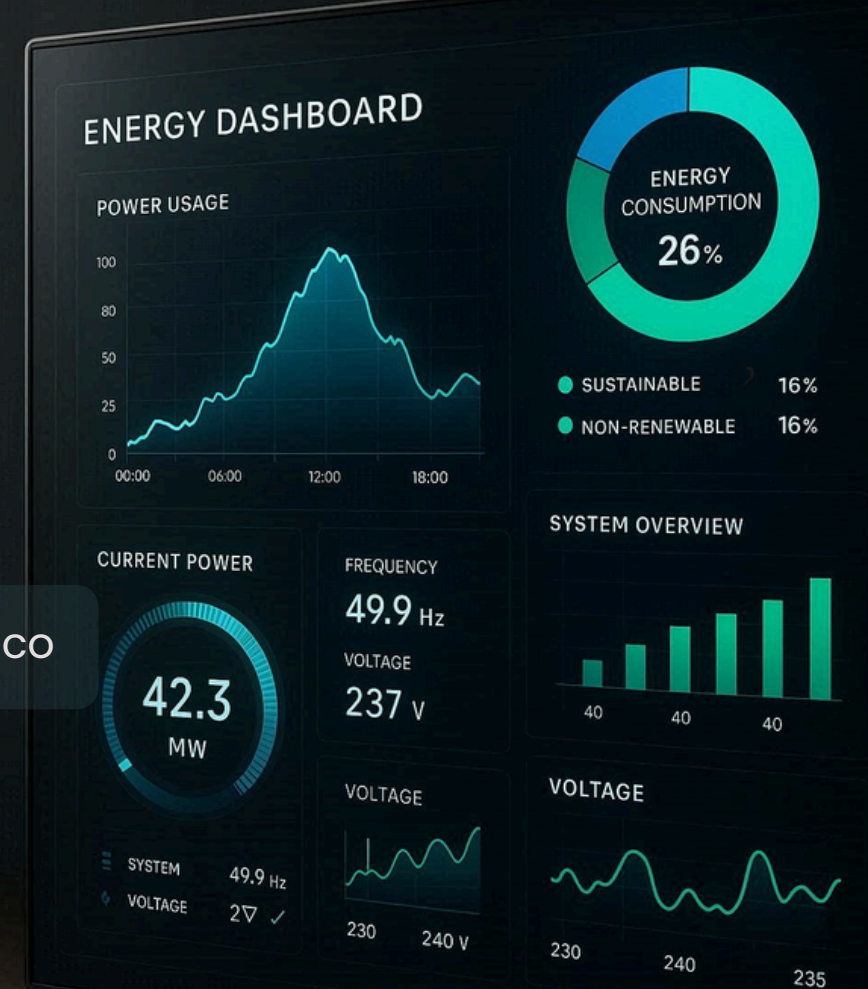 ENERGY DASHBOARD
POWER USAGE
100
80
50
25
0
00:00 06:00 12:00 18:00
ENERGY
CONSUMPTION
26%
SUSTAINABLE 16%
NON-RENEWABLE 16%
CURRENT POWER
42.3
MW
SYSTEM 49.9 Hz
VOLTAGE 2▽ ✓
FREQUENCY
49.9 Hz
VOLTAGE
237 V
VOLTAGE
230 240 V
SYSTEM OVERVIEW
40 40 40
VOLTAGE
230 240 235
co